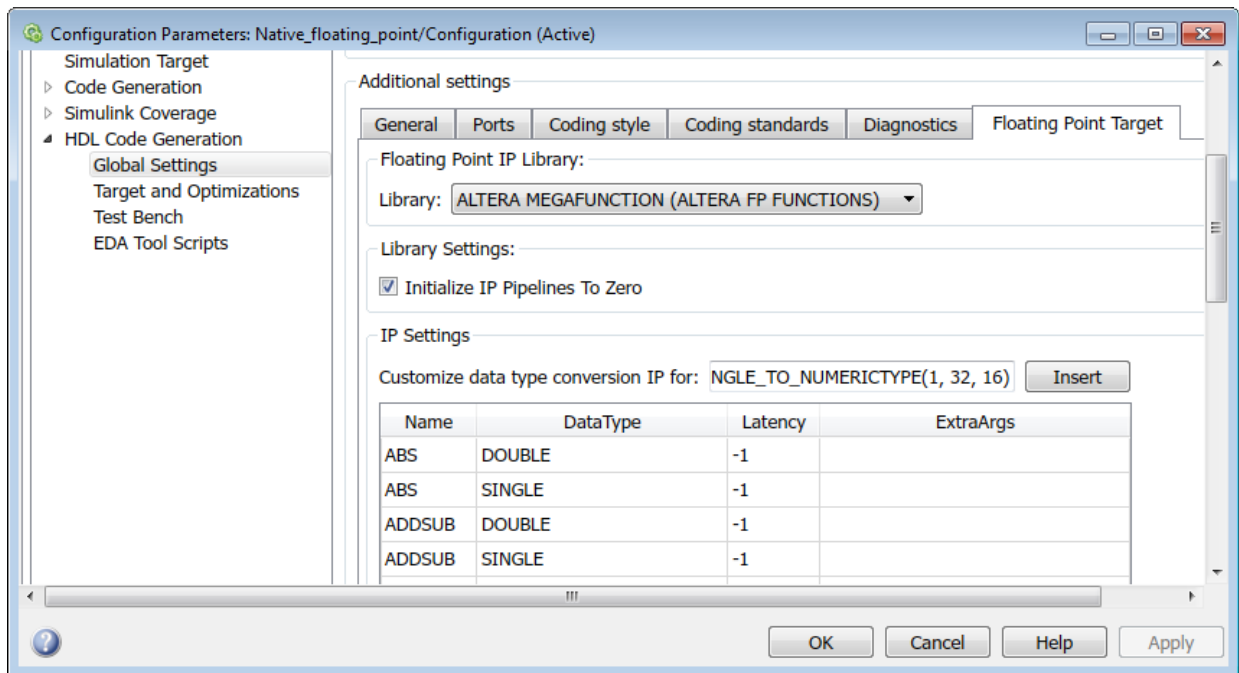 Configuration Parameters: Native_floating_point/Configuration (Active)
Simulation Target
Code Generation
Simulink Coverage
HDL Code Generation
Global Settings
Target and Optimizations
Test Bench
EDA Tool Scripts
Additional settings
General Ports Coding style Coding standards Diagnostics Floating Point Target
Floating Point IP Library:
Library: ALTERA MEGAFUNCTION (ALTERA FP FUNCTIONS)
Library Settings:
Initialize IP Pipelines To Zero
IP Settings
Customize data type conversion IP for: NGLE_TO_NUMERICTYPE(1, 32, 16) Insert
Name DataType Latency ExtraArgs
ABS DOUBLE -1
ABS SINGLE -1
ADDSUB DOUBLE -1
ADDSUB SINGLE -1
? OK Cancel Help Apply